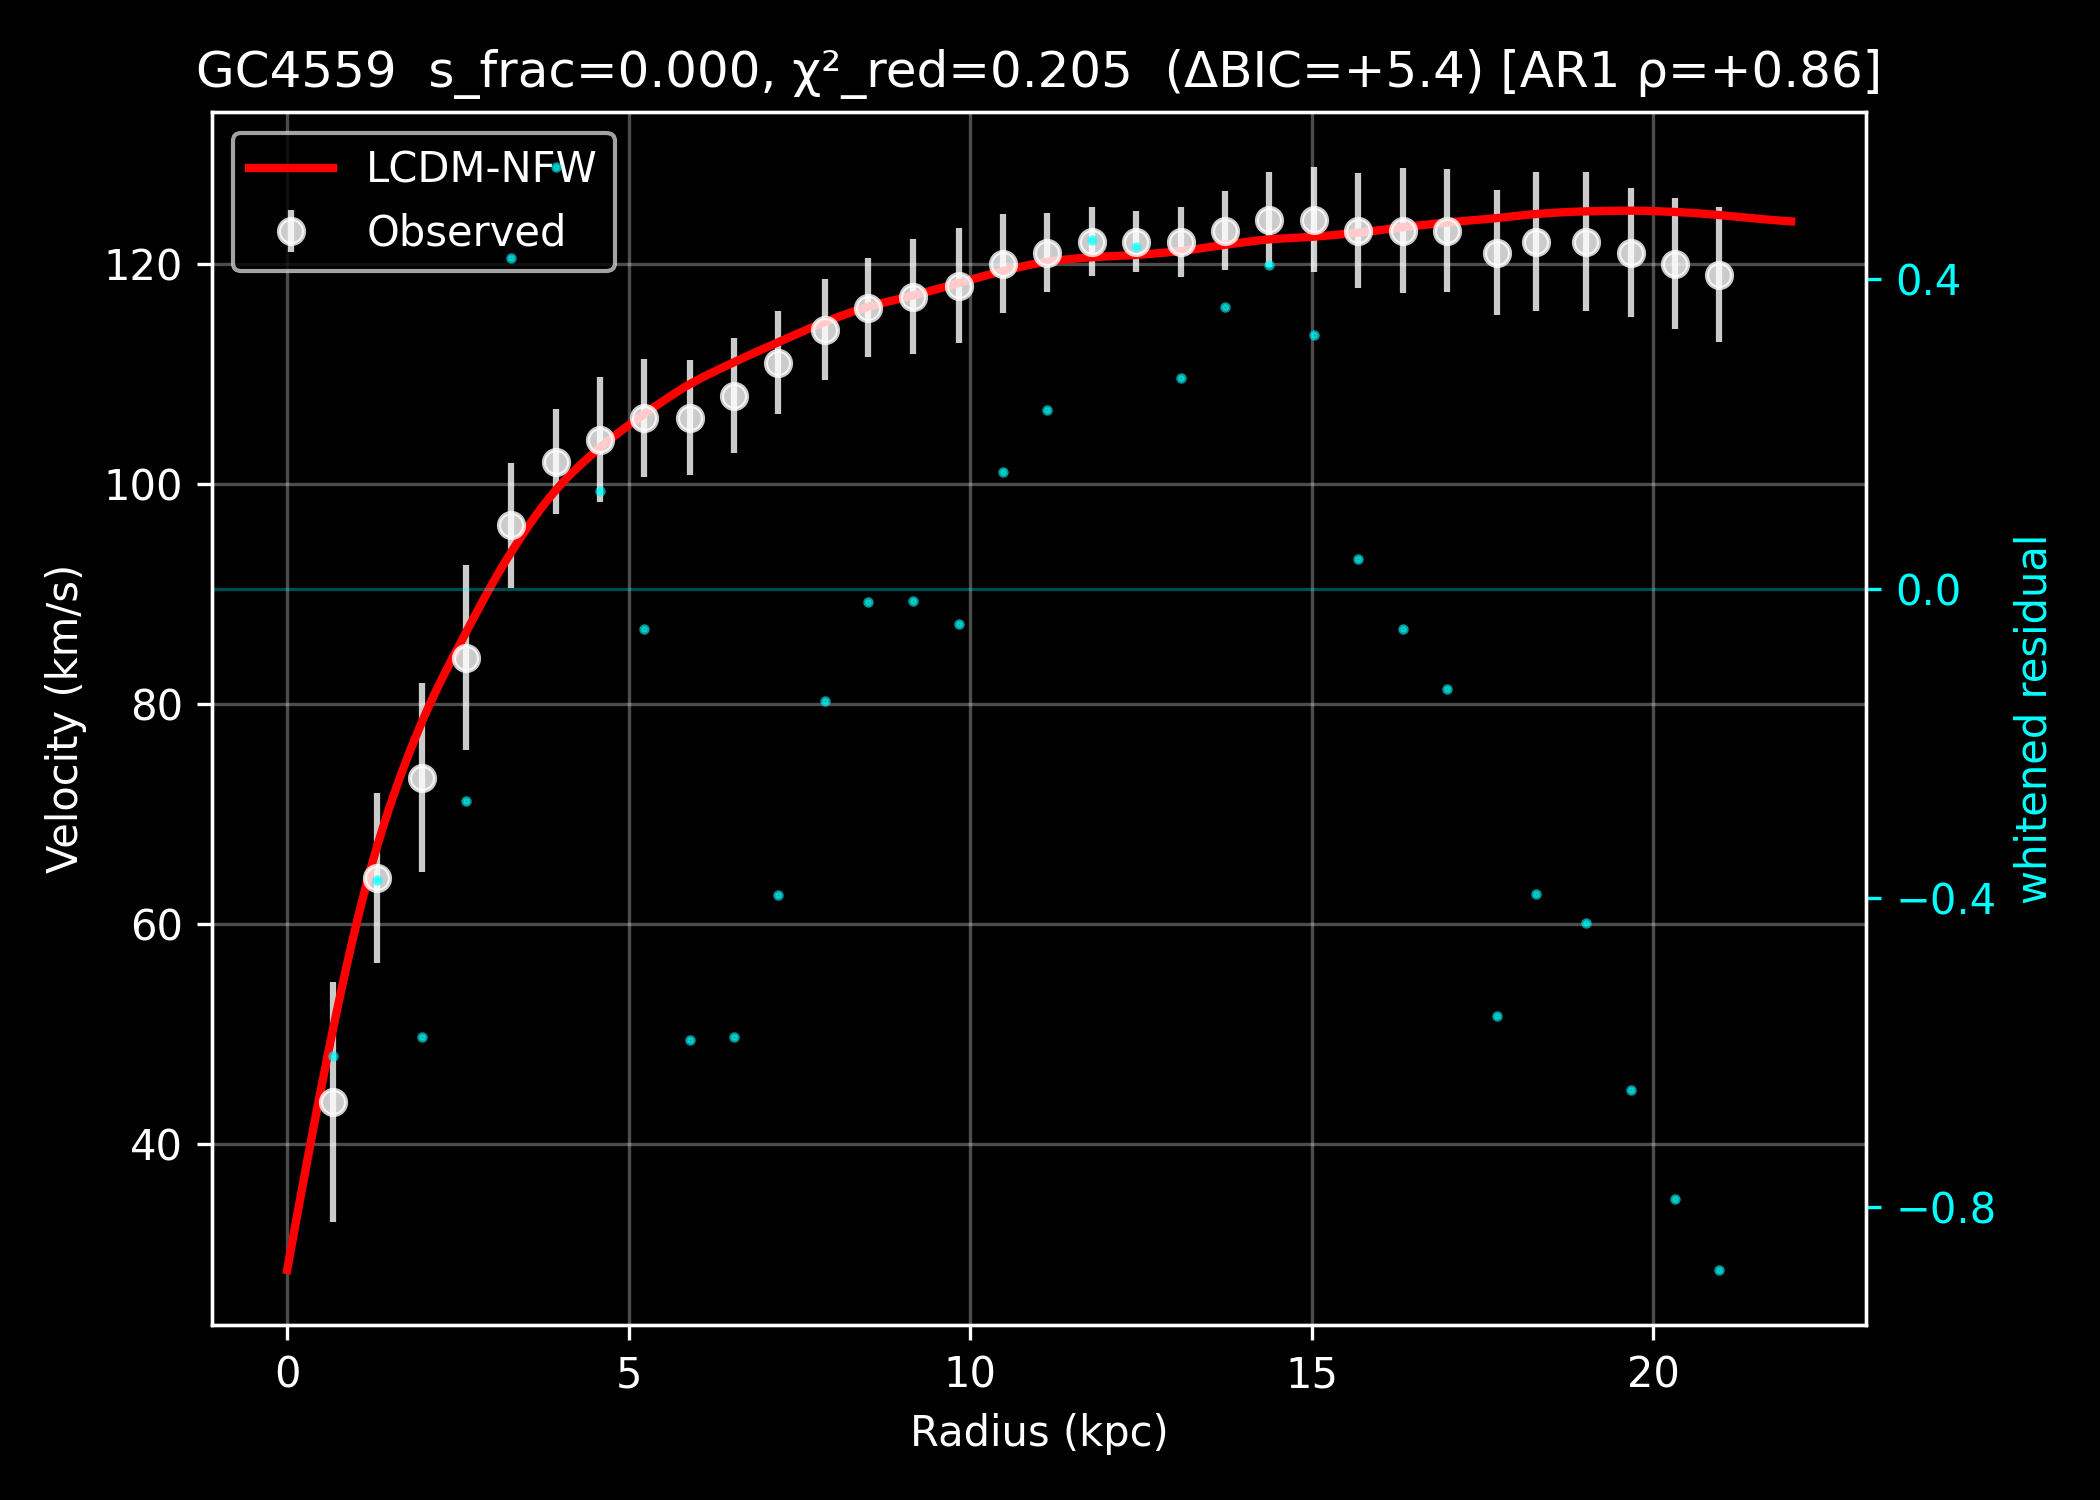 GC4559  s_frac=0.000, χ²_red=0.205  (ΔBIC=+5.4) [AR1 ρ=+0.86]
LCDM-NFW
Observed
120
100
80
60
40
Velocity (km/s)
0.4
0.0
−0.4
−0.8
whitened residual
0 5 10 15 20
Radius (kpc)